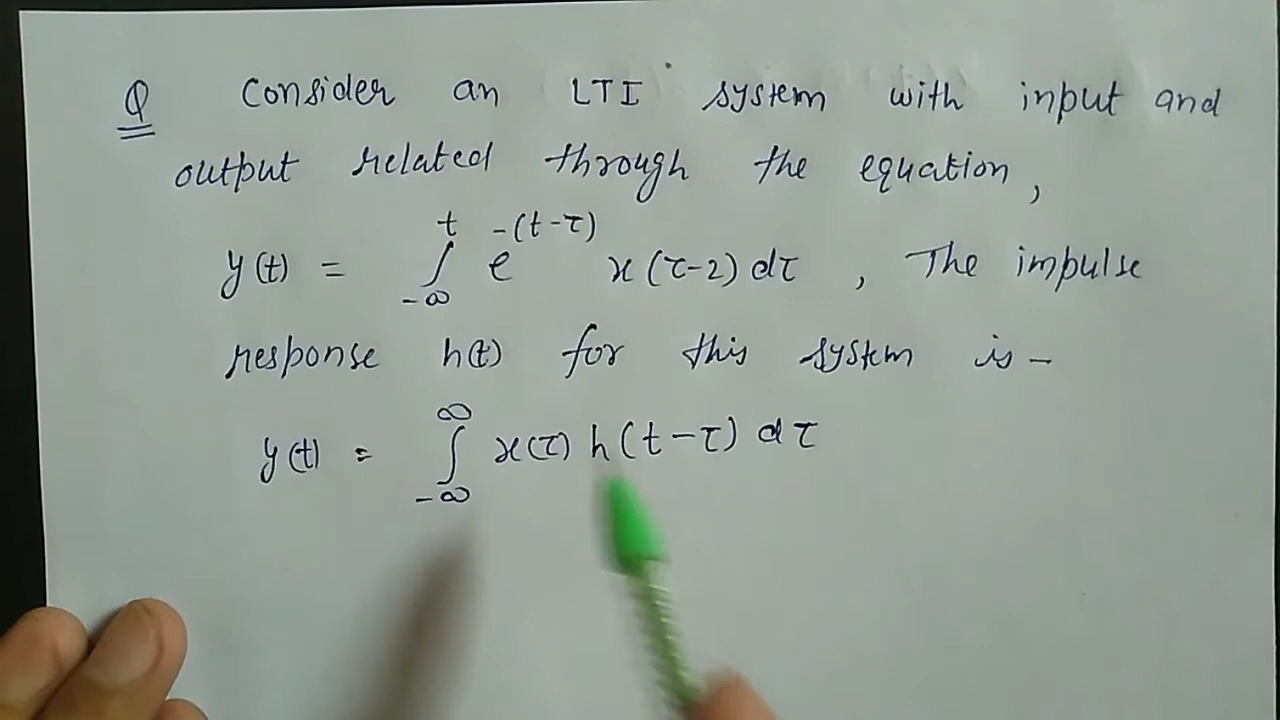 Q Consider an LTI system with input and
output related through the equation,
y(t) = ∫_{-∞}^{t} e^{-(t-τ)} x(τ-2) dτ , The impulse
response h(t) for this system is –
y(t) = ∫_{-∞}^{∞} x(τ) h(t-τ) dτ